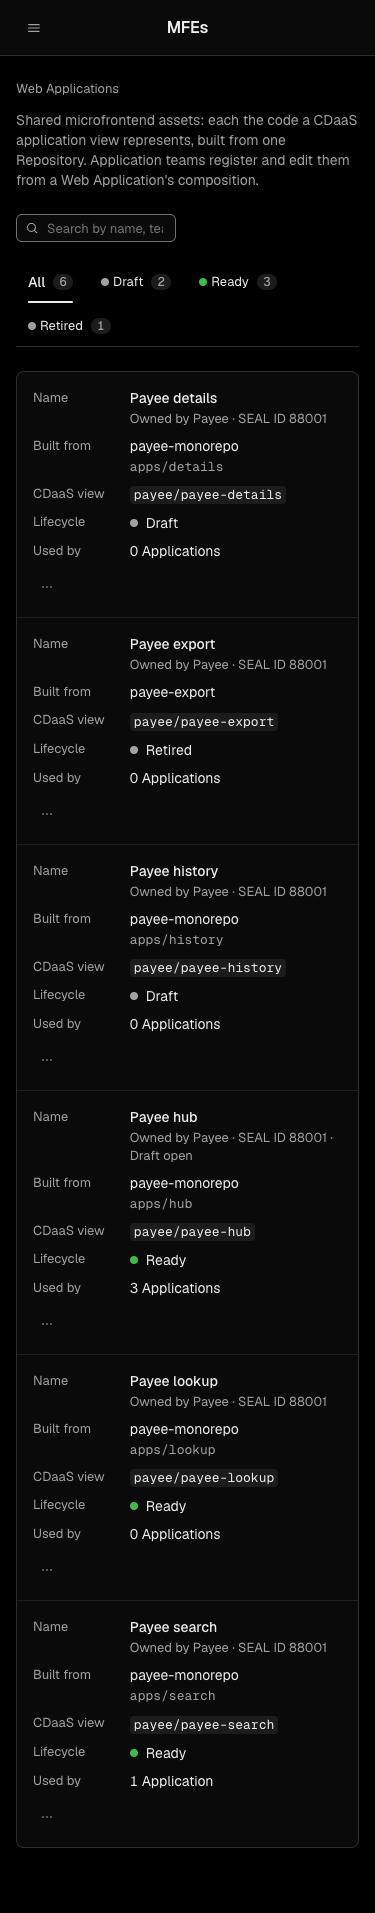 MFEs
Web Applications
Shared microfrontend assets: each the code a CDaaS
application view represents, built from one
Repository. Application teams register and edit them
from a Web Application's composition.
Search by name, tea
All 6 Draft 2 Ready 3
Retired 1
Name Payee details
Owned by Payee · SEAL ID 88001
Built from payee-monorepo
apps/details
CDaaS view payee/payee-details
Lifecycle Draft
Used by 0 Applications
...
Name Payee export
Owned by Payee · SEAL ID 88001
Built from payee-export
CDaaS view payee/payee-export
Lifecycle Retired
Used by 0 Applications
...
Name Payee history
Owned by Payee · SEAL ID 88001
Built from payee-monorepo
apps/history
CDaaS view payee/payee-history
Lifecycle Draft
Used by 0 Applications
...
Name Payee hub
Owned by Payee · SEAL ID 88001 ·
Draft open
Built from payee-monorepo
apps/hub
CDaaS view payee/payee-hub
Lifecycle Ready
Used by 3 Applications
...
Name Payee lookup
Owned by Payee · SEAL ID 88001
Built from payee-monorepo
apps/lookup
CDaaS view payee/payee-lookup
Lifecycle Ready
Used by 0 Applications
...
Name Payee search
Owned by Payee · SEAL ID 88001
Built from payee-monorepo
apps/search
CDaaS view payee/payee-search
Lifecycle Ready
Used by 1 Application
...